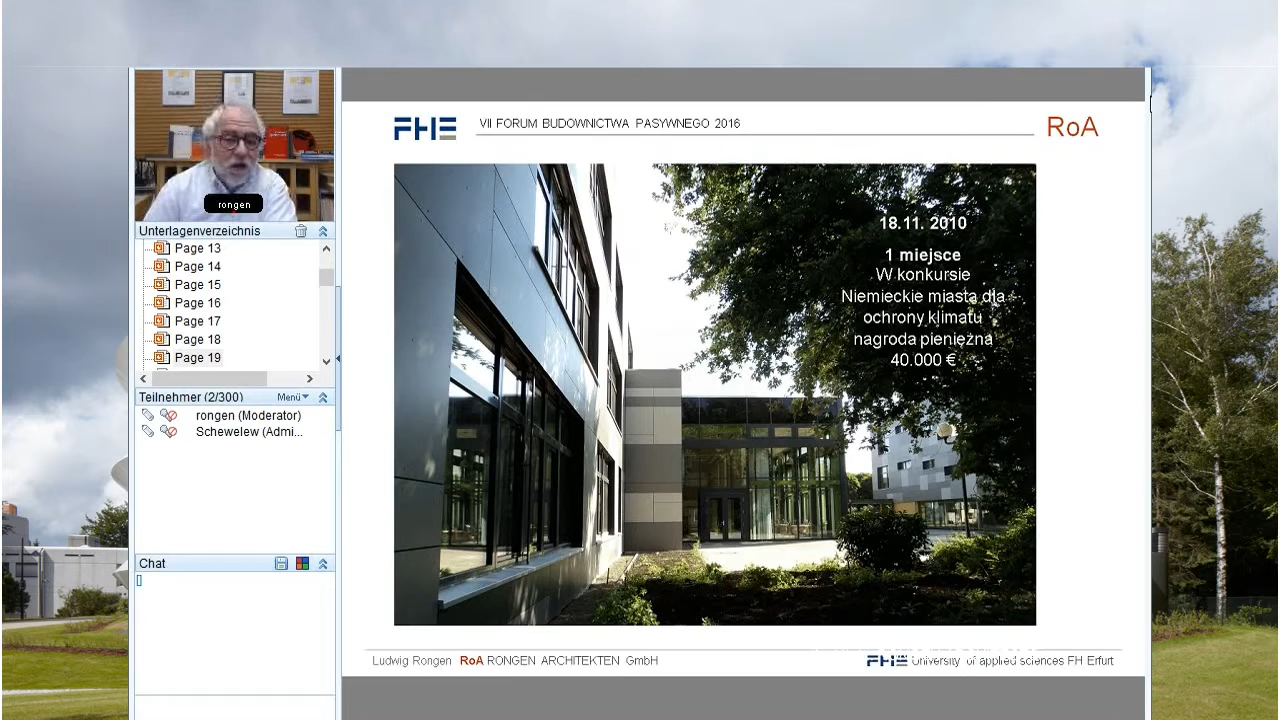 rongen
Unterlagenverzeichnis
Page 13
Page 14
Page 15
Page 16
Page 17
Page 18
Page 19
Teilnehmer (2/300)
Menü
rongen (Moderator)
Schewelew (Admi...
Chat
FHE
VII FORUM BUDOWNICTWA PASYWNEGO 2016
RoA
18.11. 2010
1 miejsce
W konkursie
Niemieckie miasta dla
ochrony klimatu
nagroda pieniężna
40.000 €
Ludwig Rongen RoA RONGEN ARCHITEKTEN GmbH
FHE University of applied sciences FH Erfurt